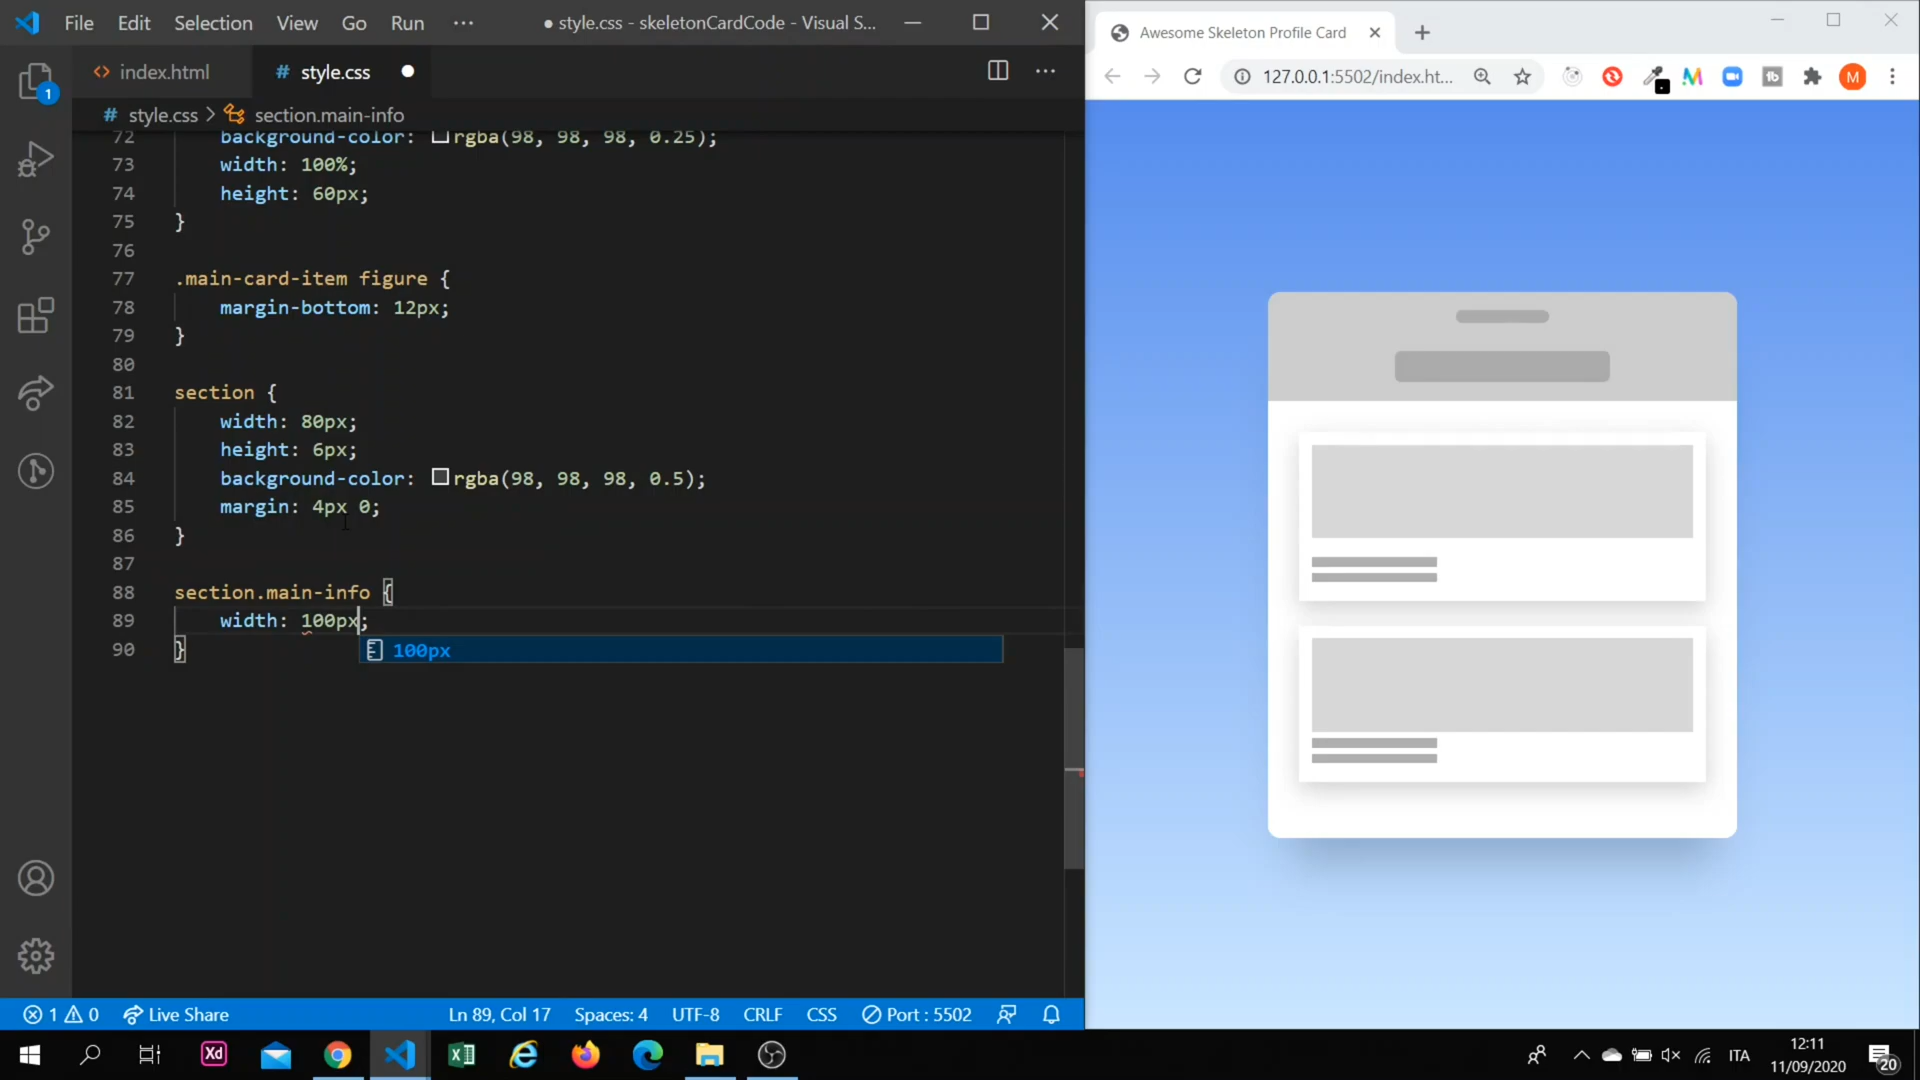 File Edit Selection View Go Run ··· ● style.css - skeletonCardCode - Visual S...
index.html # style.css ●
# style.css > section.main-info
1
72 background-color: rgba(98, 98, 98, 0.25);
73 width: 100%;
74 height: 60px;
75 }
76
77 .main-card-item figure {
78 margin-bottom: 12px;
79 }
80
81 section {
82 width: 80px;
83 height: 6px;
84 background-color: rgba(98, 98, 98, 0.5);
85 margin: 4px 0;
86 }
87
88 section.main-info {
89 width: 100px;
90 }
100px
1 0 Live Share Ln 89, Col 17 Spaces: 4 UTF-8 CRLF CSS Port : 5502
Awesome Skeleton Profile Card
127.0.0.1:5502/index.ht...
M
tb
M
Xd
ITA
12:11
11/09/2020
20